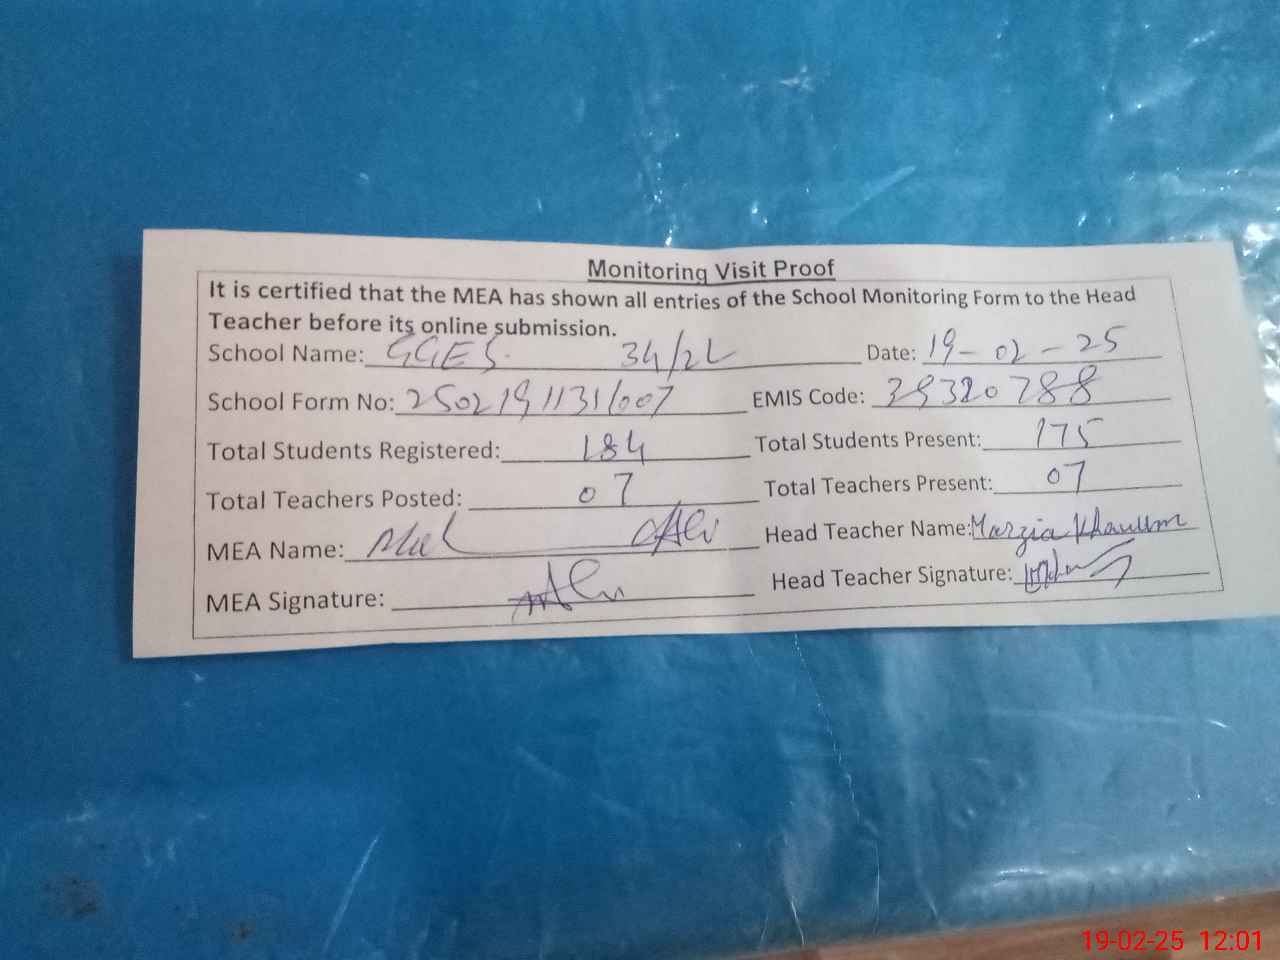 Monitoring Visit Proof
It is certified that the MEA has shown all entries of the School Monitoring Form to the Head
Teacher before its online submission.
School Name: GGES 34/2L Date: 19-02-25
School Form No: 2502191131/007 EMIS Code: 39320788
Total Students Registered: 184 Total Students Present: 175
Total Teachers Posted: 07 Total Teachers Present: 07
MEA Name: Ali Head Teacher Name: Marzia Khanum
MEA Signature: Head Teacher Signature:
19-02-25 12:01